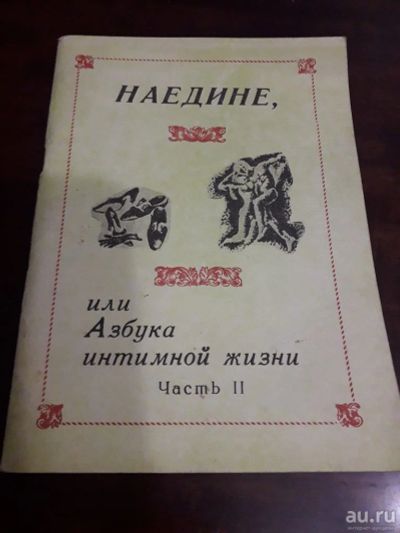 НАЕДИНЕ,
или
Азбука
интимной жизни
Часть II
au.ru